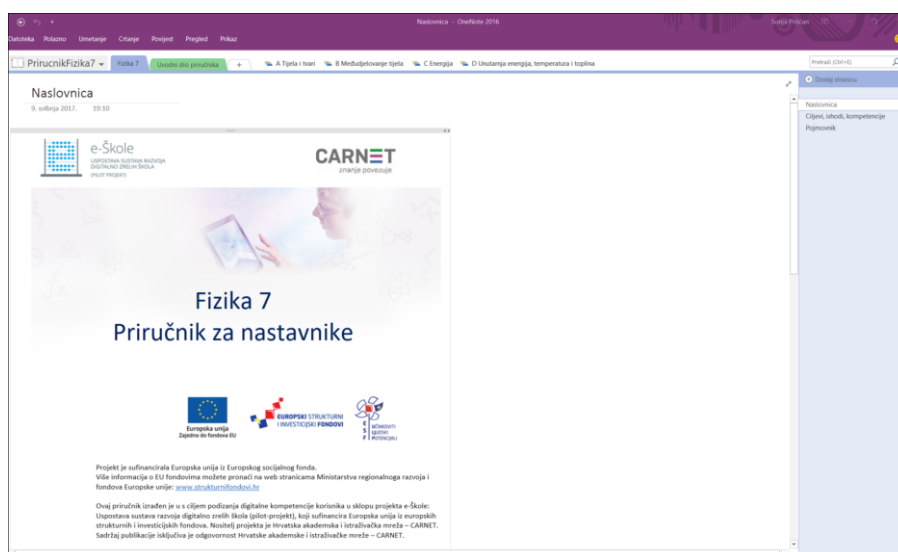 Naslovnica - OneNote 2016
Sonja Prišćan
Datoteka Polazno Umetanje Crtanje Povijest Pregled Prikaz
PrirucnikFizika7 Fizika 7 Uvodni dio priručnika + A Tijela i tvari B Međudjelovanje tijela C Energija D Unutarnja energija, temperatura i toplina
Pretraži (Ctrl+E)
Dodaj stranicu
Naslovnica
Ciljevi, ishodi, kompetencije
Pojmovnik
Naslovnica
9. svibnja 2017. 19:10
e-Škole
USPOSTAVA SUSTAVA RAZVOJA
DIGITALNO ZRELIH ŠKOLA
(PILOT PROJEKT)
CARNET
znanje povezuje
Fizika 7
Priručnik za nastavnike
Europska unija
Zajedno do fondova EU
EUROPSKI STRUKTURNI
I INVESTICIJSKI FONDOVI
E UČINKOVITI
S LJUDSKI
F POTENCIJALI
Projekt je sufinancirala Europska unija iz Europskog socijalnog fonda.
Više informacija o EU fondovima možete pronaći na web stranicama Ministarstva regionalnoga razvoja i
fondova Europske unije: www.strukturnifondovi.hr
Ovaj priručnik izrađen je u s ciljem podizanja digitalne kompetencije korisnika u sklopu projekta e-Škole:
Uspostava sustava razvoja digitalno zrelih škola (pilot-projekt), koji sufinancira Europska unija iz europskih
strukturnih i investicijskih fondova. Nositelj projekta je Hrvatska akademska i istraživačka mreža – CARNET.
Sadržaj publikacije isključiva je odgovornost Hrvatske akademske i istraživačke mreže – CARNET.